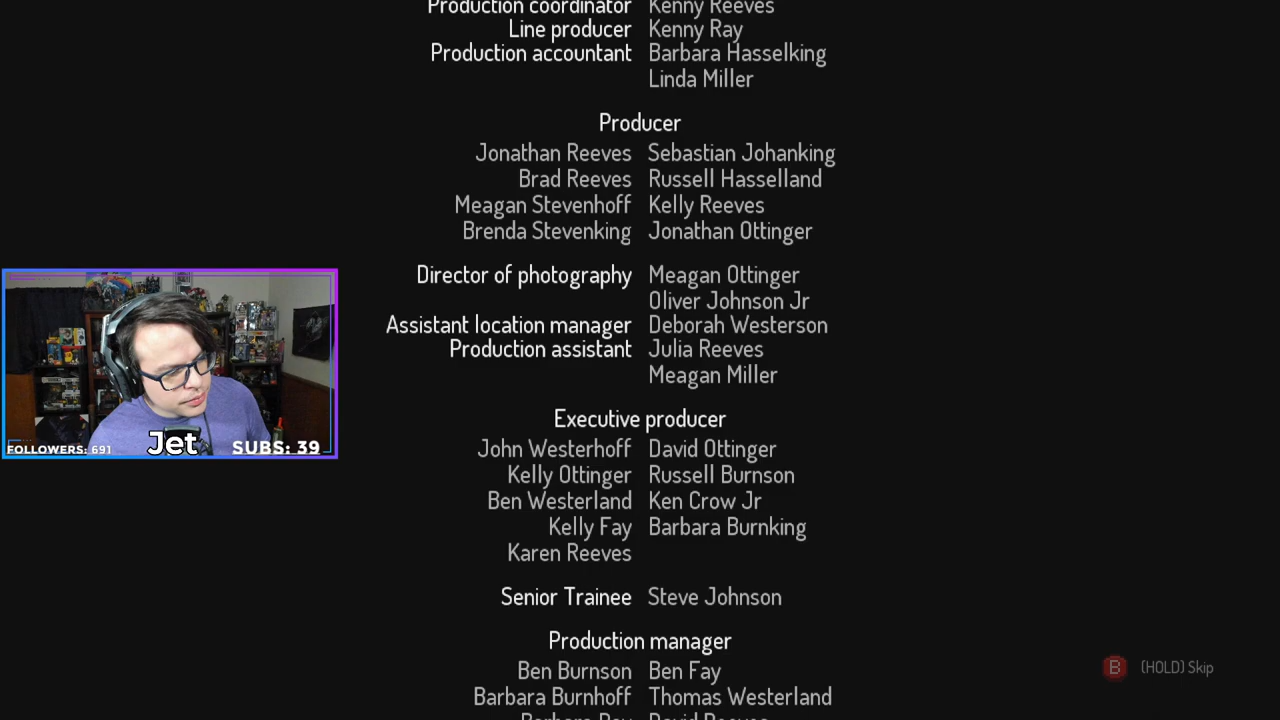 Production coordinator Kenny Reeves
Line producer Kenny Ray
Production accountant Barbara Hasselking
Linda Miller
Producer
Jonathan Reeves Sebastian Johanking
Brad Reeves Russell Hasselland
Meagan Stevenhoff Kelly Reeves
Brenda Stevenking Jonathan Ottinger
Director of photography Meagan Ottinger
Oliver Johnson Jr
Assistant location manager Deborah Westerson
Production assistant Julia Reeves
Meagan Miller
Executive producer
John Westerhoff David Ottinger
Kelly Ottinger Russell Burnson
Ben Westerland Ken Crow Jr
Kelly Fay Barbara Burnking
Karen Reeves
Senior Trainee Steve Johnson
Production manager
Ben Burnson Ben Fay
Barbara Burnhoff Thomas Westerland
FOLLOWERS: 691 Jet SUBS: 39
B (HOLD) Skip